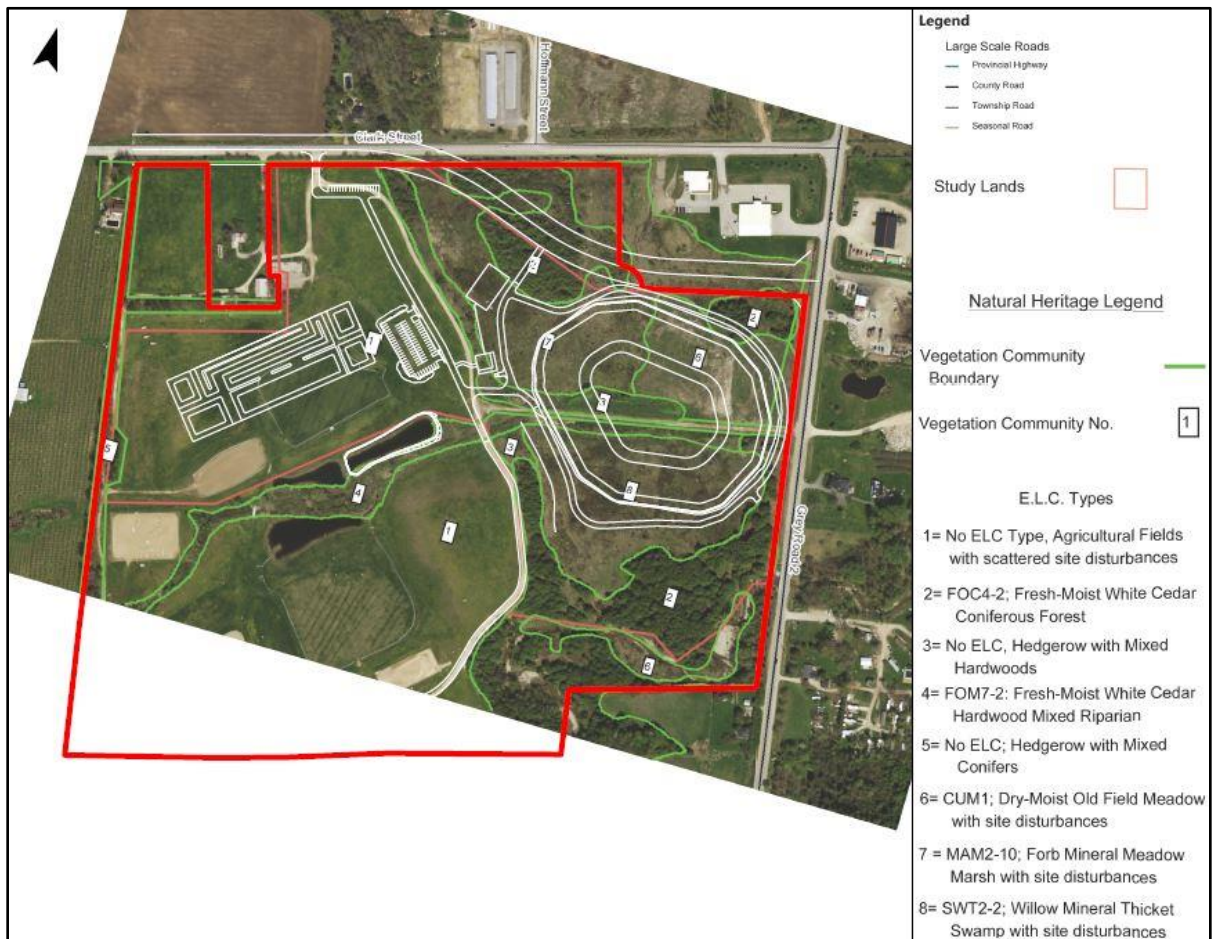 Hoffmann Street
Clark Street
2
2
7
1
5
3
5
3
4
8
1
2
6
Grey Road 2
Legend
Large Scale Roads
Provincial Highway
County Road
Township Road
Seasonal Road
Study Lands
Natural Heritage Legend
Vegetation Community
Boundary
Vegetation Community No.
1
E.L.C. Types
1= No ELC Type, Agricultural Fields
with scattered site disturbances
2= FOC4-2; Fresh-Moist White Cedar
Coniferous Forest
3= No ELC, Hedgerow with Mixed
Hardwoods
4= FOM7-2: Fresh-Moist White Cedar
Hardwood Mixed Riparian
5= No ELC; Hedgerow with Mixed
Conifers
6= CUM1; Dry-Moist Old Field Meadow
with site disturbances
7 = MAM2-10; Forb Mineral Meadow
Marsh with site disturbances
8= SWT2-2; Willow Mineral Thicket
Swamp with site disturbances